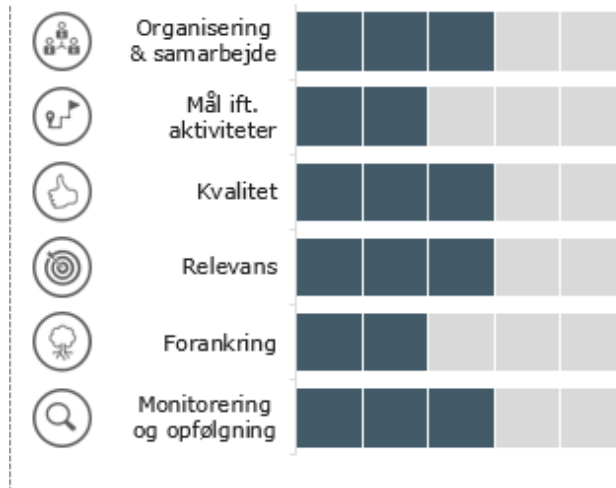 Organisering
& samarbejde
Mål ift.
aktiviteter
Kvalitet
Relevans
Forankring
Monitorering
og opfølgning